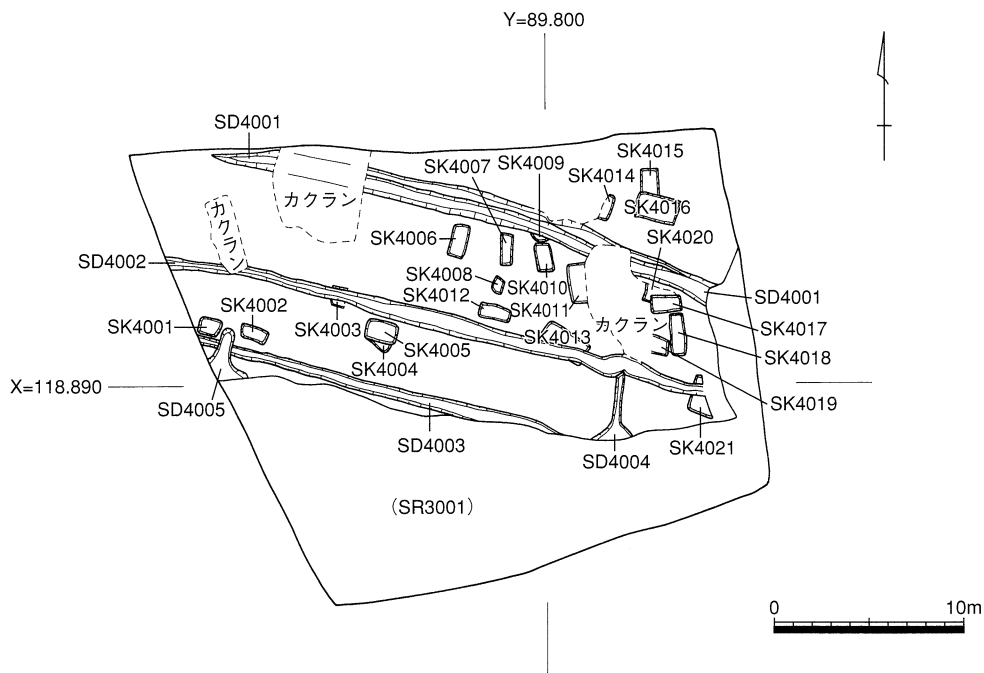 Y=89.800
SD4001
SK4007
SK4009
SK4015
SK4014
カクラン
SK4016
カクラン
SK4006
SK4020
SD4002
SK4008
SK4010
SK4012
SK4011
SD4001
SK4001
SK4002
SK4003
カクラン
SK4013
SK4017
SK4005
SK4018
SK4004
X=118.890
SD4005
SK4019
SD4003
SK4021
SD4004
(SR3001)
0 10m